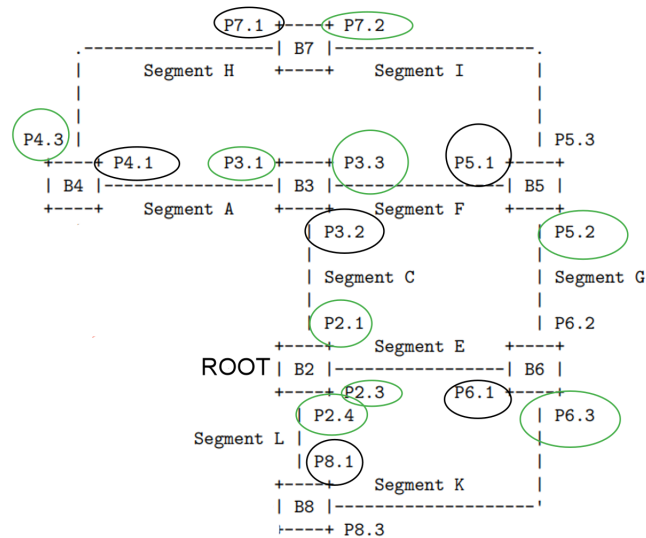 P7.1 P7.2
B7
Segment H Segment I
P4.3 P5.3
P4.1 P3.1 P3.3 P5.1
B4 B3 B5
Segment A Segment F
P3.2 P5.2
Segment C Segment G
P2.1 P6.2
Segment E
ROOT B2 B6
P2.3 P6.1
P2.4 P6.3
Segment L
P8.1
Segment K
B8
P8.3